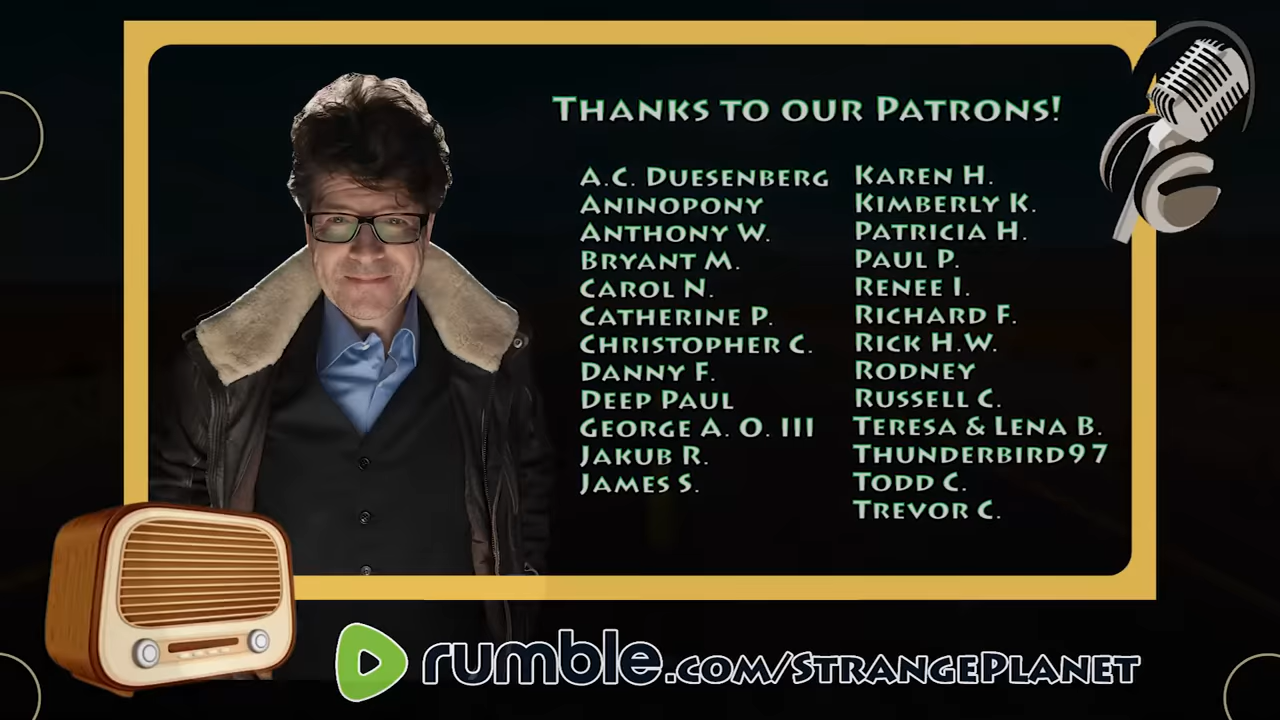 THANKS TO OUR PATRONS!
A.C. DUESENBERG
ANINOPONY
ANTHONY W.
BRYANT M.
CAROL N.
CATHERINE P.
CHRISTOPHER C.
DANNY F.
DEEP PAUL
GEORGE A. O. III
JAKUB R.
JAMES S.
KAREN H.
KIMBERLY K.
PATRICIA H.
PAUL P.
RENEE I.
RICHARD F.
RICK H.W.
RODNEY
RUSSELL C.
TERESA & LENA B.
THUNDERBIRD97
TODD C.
TREVOR C.
rumble.com/STRANGEPLANET